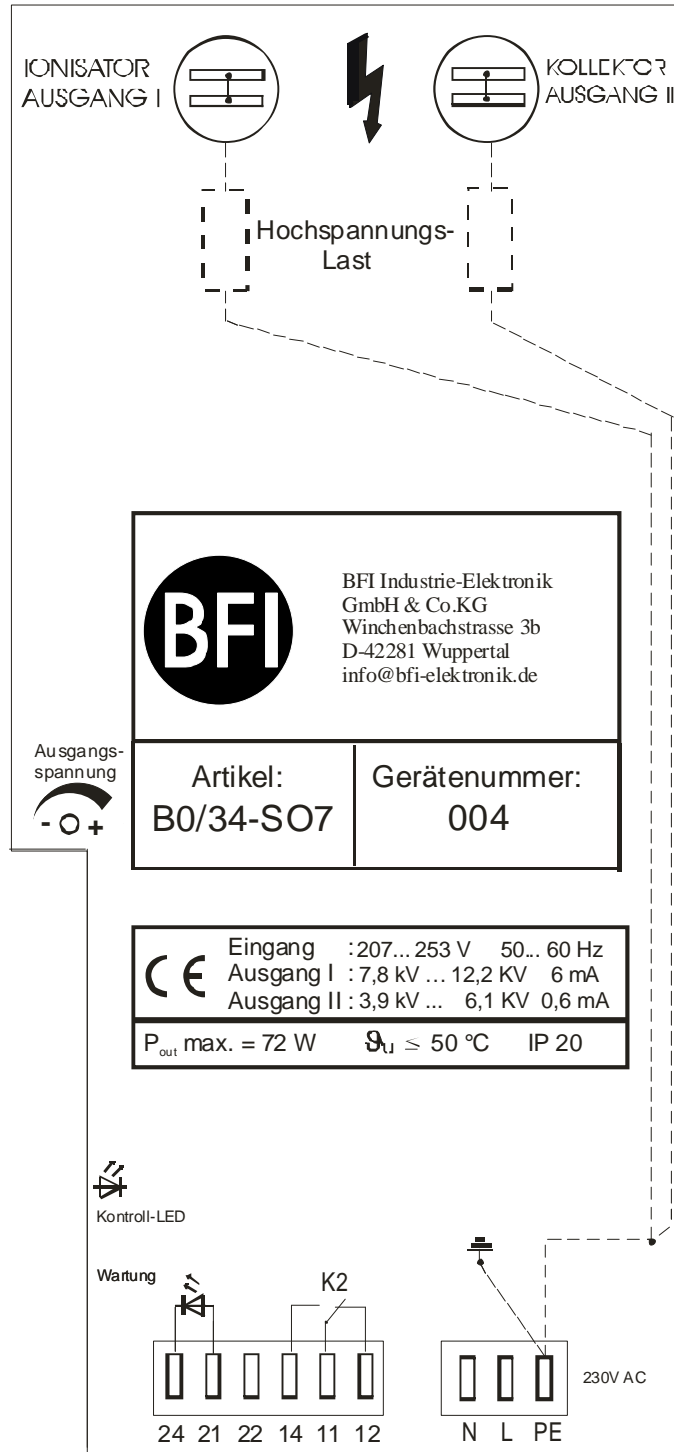 IONISATOR
AUSGANG I
KOLLEKTOR
AUSGANG II
Hochspannungs-
Last
BFI
BFI Industrie-Elektronik
GmbH & Co.KG
Winchenbachstrasse 3b
D-42281 Wuppertal
info@bfi-elektronik.de
Ausgangs-
spannung
- +
Artikel:
B0/34-SO7
Gerätenummer:
004
CE
Eingang : 207... 253 V 50... 60 Hz
Ausgang I : 7,8 kV ... 12,2 KV 6 mA
Ausgang II : 3,9 kV ... 6,1 KV 0,6 mA
Pout max. = 72 W ϑU ≤ 50 °C IP 20
Kontroll-LED
Wartung
K2
230V AC
24 21 22 14 11 12
N L PE